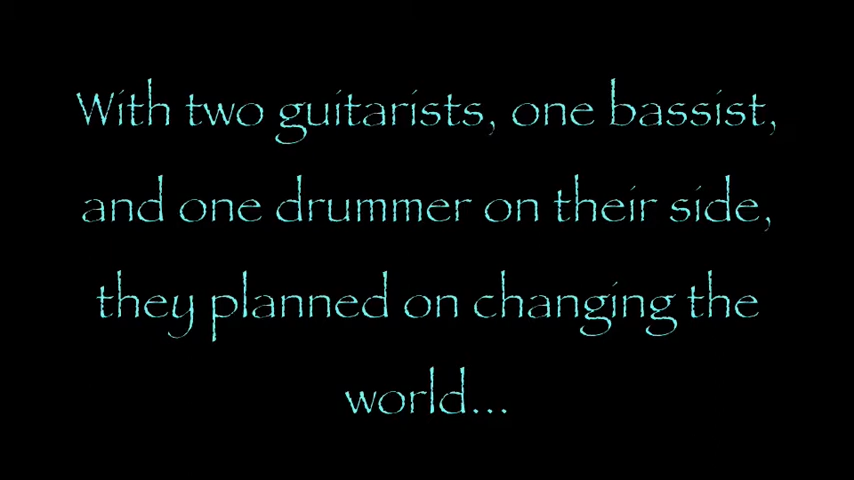 With two guitarists, one bassist,
and one drummer on their side,
they planned on changing the
world...